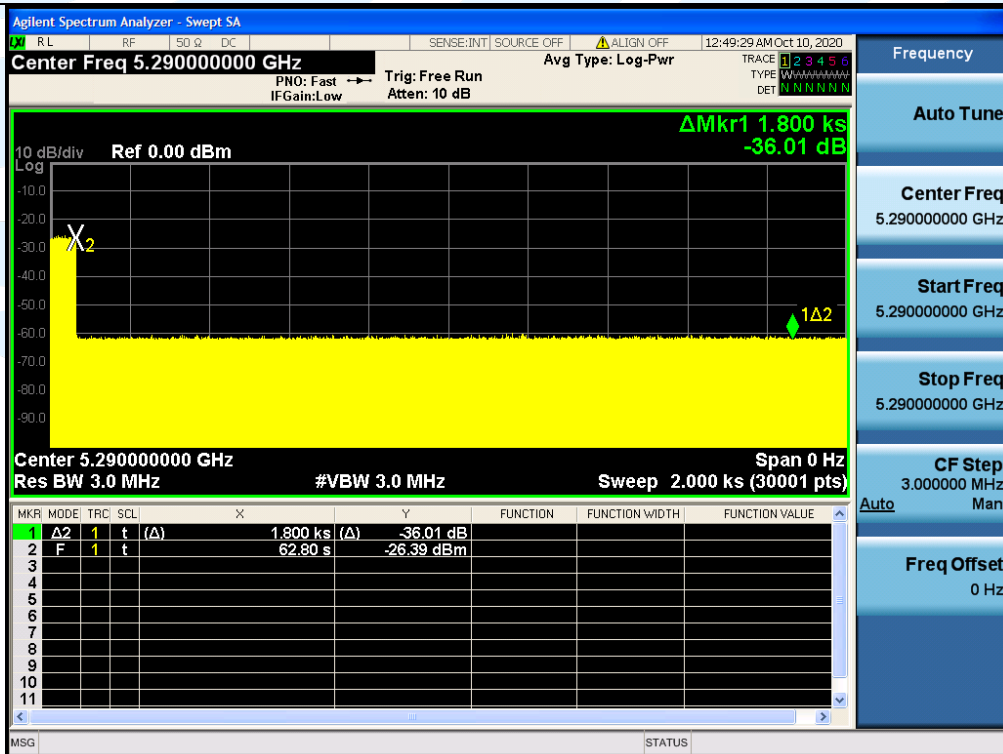 Agilent Spectrum Analyzer - Swept SA
LXI RL RF 50 Ω DC SENSE:INT SOURCE OFF ALIGN OFF 12:49:29 AM Oct 10, 2020
Center Freq 5.290000000 GHz Avg Type: Log-Pwr TRACE 1 2 3 4 5 6
PNO: Fast Trig: Free Run TYPE WWWWWW
IFGain:Low Atten: 10 dB DET N N N N N N
ΔMkr1 1.800 ks
10 dB/div Ref 0.00 dBm -36.01 dB
Log
-10.0
-20.0
X2
-30.0
-40.0
-50.0
1Δ2
-60.0
-70.0
-80.0
-90.0
Center 5.290000000 GHz Span 0 Hz
Res BW 3.0 MHz #VBW 3.0 MHz Sweep 2.000 ks (30001 pts)
MKR MODE TRC SCL X Y FUNCTION FUNCTION WIDTH FUNCTION VALUE
1 Δ2 1 t (Δ) 1.800 ks (Δ) -36.01 dB
2 F 1 t 62.80 s -26.39 dBm
3
4
5
6
7
8
9
10
11
MSG STATUS
Frequency
Auto Tune
Center Freq
5.290000000 GHz
Start Freq
5.290000000 GHz
Stop Freq
5.290000000 GHz
CF Step
3.000000 MHz
Auto Man
Freq Offset
0 Hz